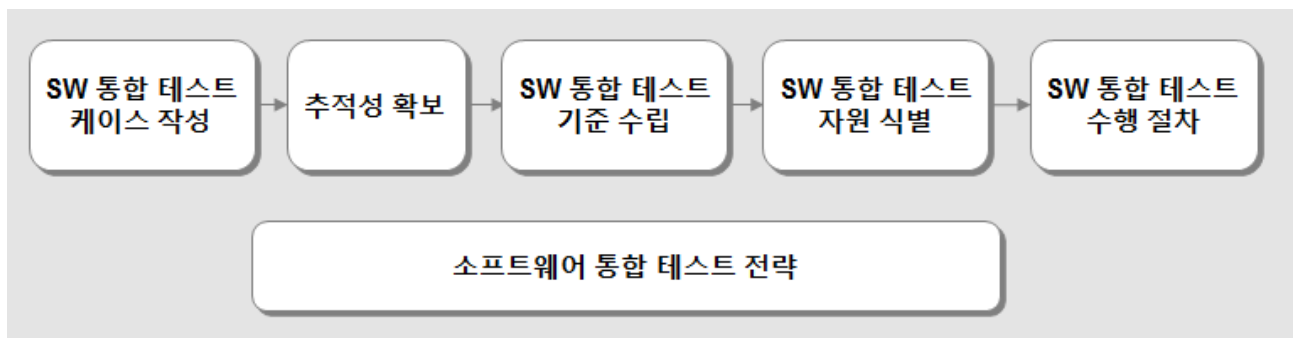 SW 통합 테스트
케이스 작성
추적성 확보
SW 통합 테스트
기준 수립
SW 통합 테스트
자원 식별
SW 통합 테스트
수행 절차
소프트웨어 통합 테스트 전략